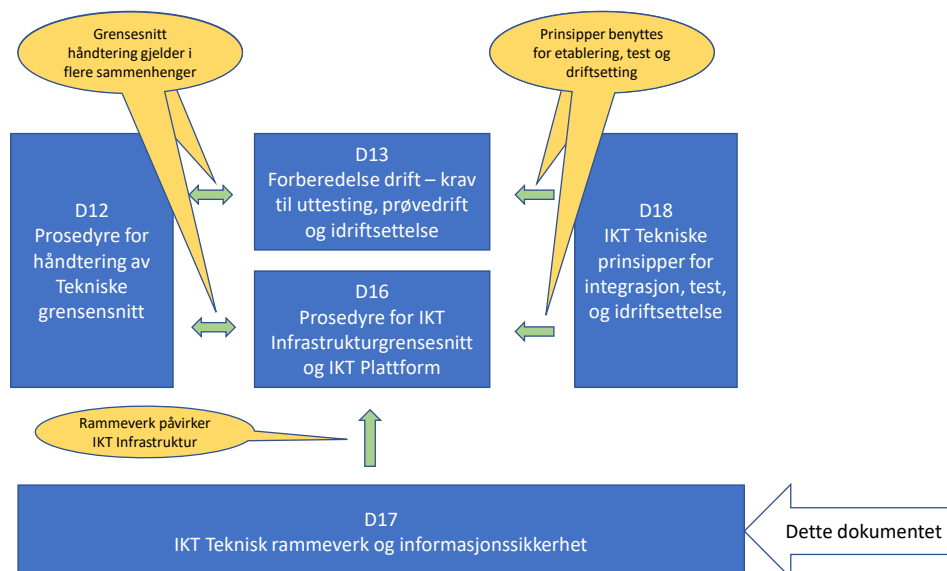 Grensesnitt
håndtering gjelder i
flere sammenhenger
Prinsipper benyttes
for etablering, test og
driftsetting
D12
Prosedyre for
håndtering av
Tekniske
grensensnitt
D13
Forberedelse drift – krav
til uttesting, prøvedrift
og idriftsettelse
D16
Prosedyre for IKT
Infrastrukturgrensesnitt
og IKT Plattform
D18
IKT Tekniske
prinsipper for
integrasjon, test,
og idriftsettelse
Rammeverk påvirker
IKT Infrastruktur
D17
IKT Teknisk rammeverk og informasjonssikkerhet
Dette dokumentet